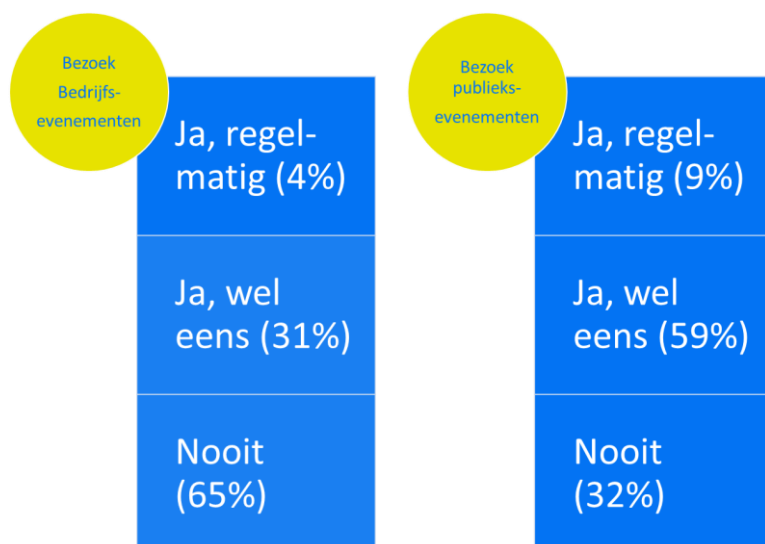 Bezoek
Bedrijfs-
evenementen
Ja, regel-
matig (4%)
Ja, wel
eens (31%)
Nooit
(65%)
Bezoek
publieks-
evenementen
Ja, regel-
matig (9%)
Ja, wel
eens (59%)
Nooit
(32%)